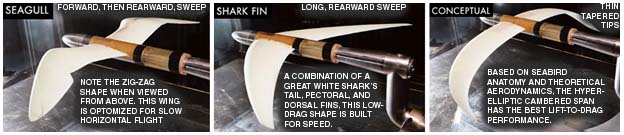 SEAGULL
FORWARD, THEN REARWARD, SWEEP
NOTE THE ZIG-ZAG
SHAPE WHEN VIEWED
FROM ABOVE. THIS WING
IS OPTOMIZED FOR SLOW
HORIZONTAL FLIGHT
SHARK FIN
LONG, REARWARD SWEEP
A COMBINATION OF A
GREAT WHITE SHARK'S
TAIL, PECTORAL, AND
DORSAL FINS, THIS LOW-
DRAG SHAPE IS BUILT
FOR SPEED.
CONCEPTUAL
THIN
TAPERED
TIPS
BASED ON SEABIRD
ANATOMY AND THEORETICAL
AERODYNAMICS, THE HYPER-
ELLIPTIC CAMBERED SPAN
HAS THE BEST LIFT-TO-DRAG
PERFORMANCE.